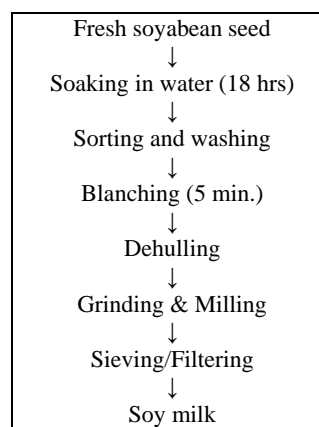 Fresh soyabean seed
↓
Soaking in water (18 hrs)
↓
Sorting and washing
↓
Blanching (5 min.)
↓
Dehulling
↓
Grinding & Milling
↓
Sieving/Filtering
↓
Soy milk